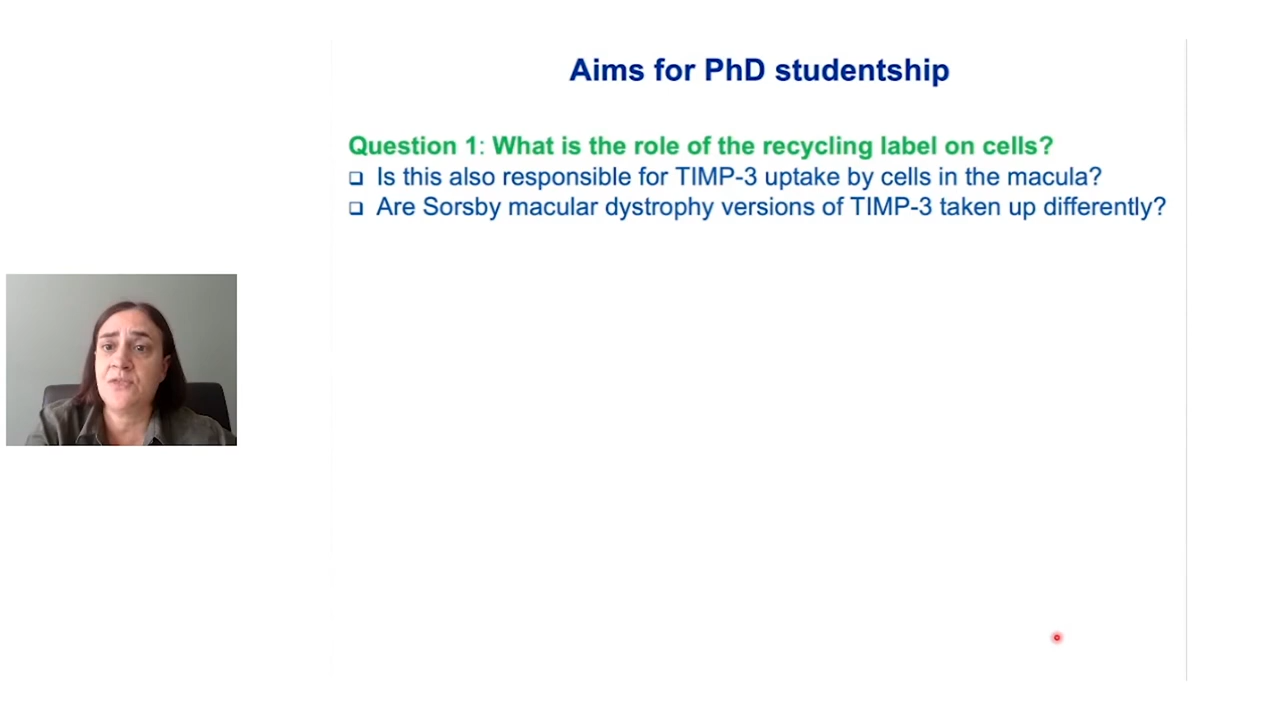 Aims for PhD studentship
Question 1: What is the role of the recycling label on cells?
Is this also responsible for TIMP-3 uptake by cells in the macula?
Are Sorsby macular dystrophy versions of TIMP-3 taken up differently?